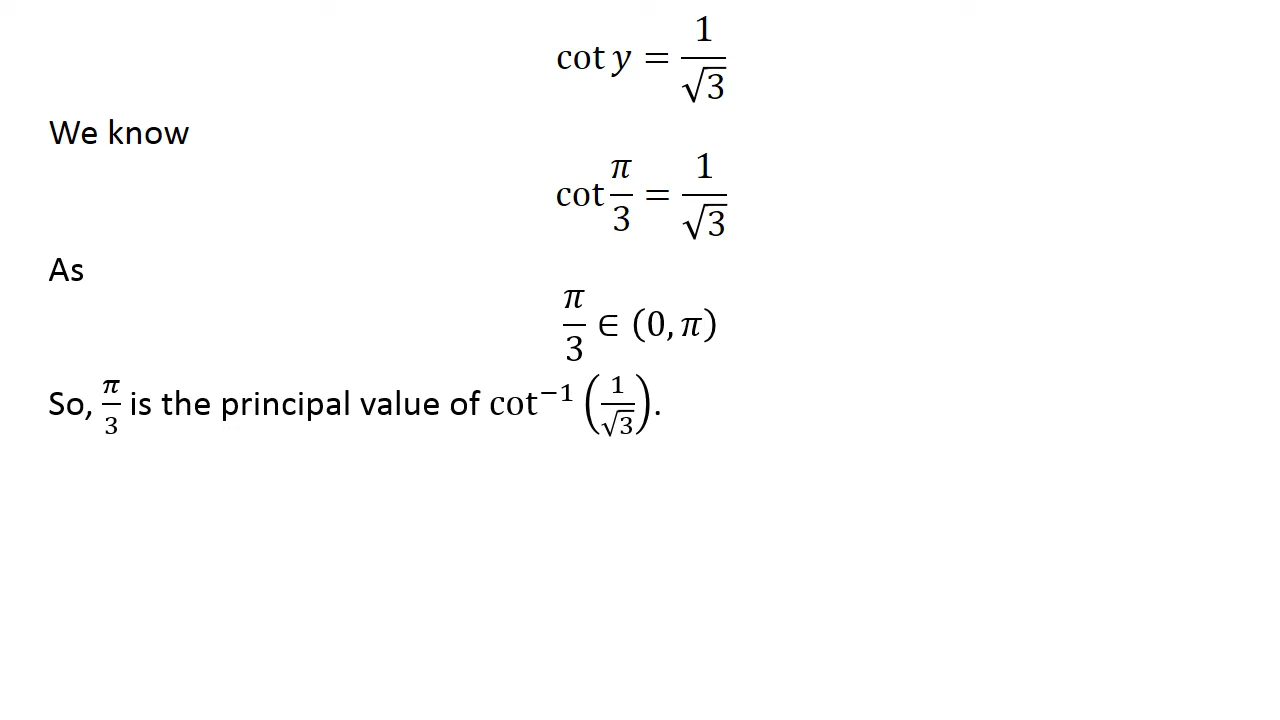 cot y = 1/√3
We know
cot π/3 = 1/√3
As
π/3 ∈ (0, π)
So, π/3 is the principal value of cot⁻¹ (1/√3).